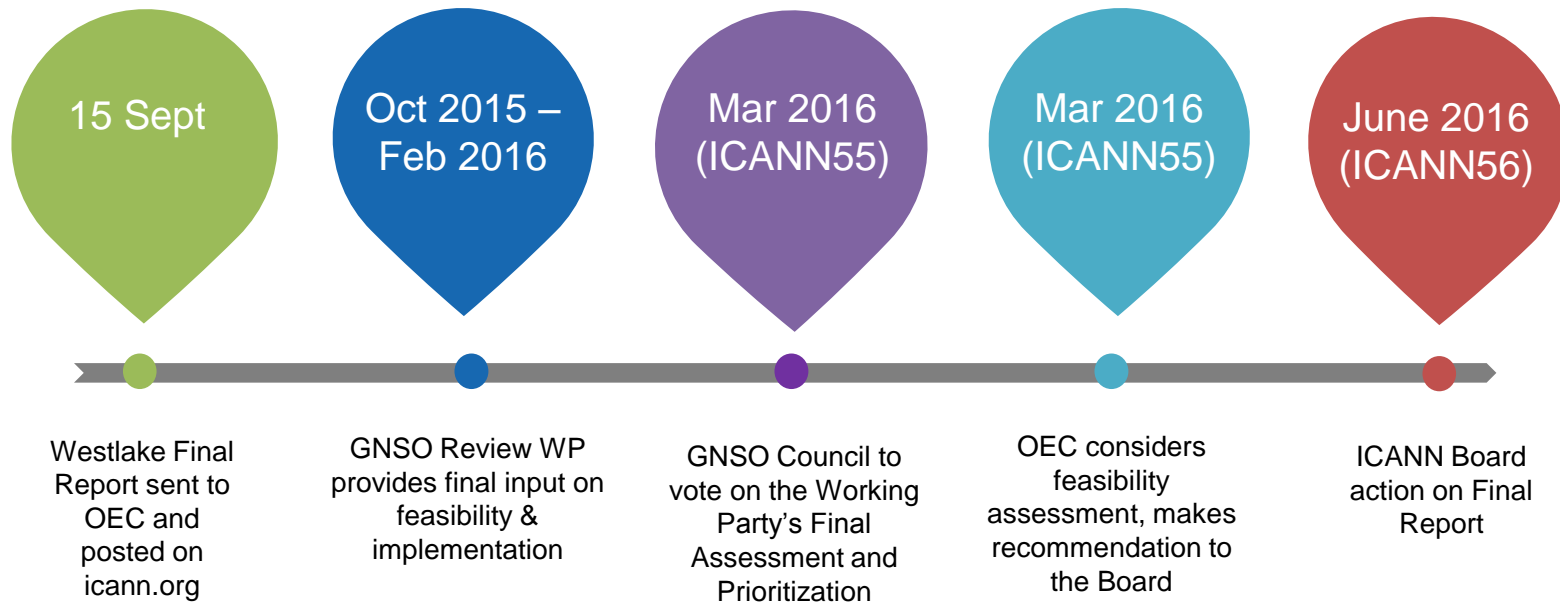 15 Sept
Oct 2015 –
Feb 2016
Mar 2016
(ICANN55)
Mar 2016
(ICANN55)
June 2016
(ICANN56)
Westlake Final
Report sent to
OEC and
posted on
icann.org
GNSO Review WP
provides final input on
feasibility &
implementation
GNSO Council to
vote on the Working
Party’s Final
Assessment and
Prioritization
OEC considers
feasibility
assessment, makes
recommendation to
the Board
ICANN Board
action on Final
Report